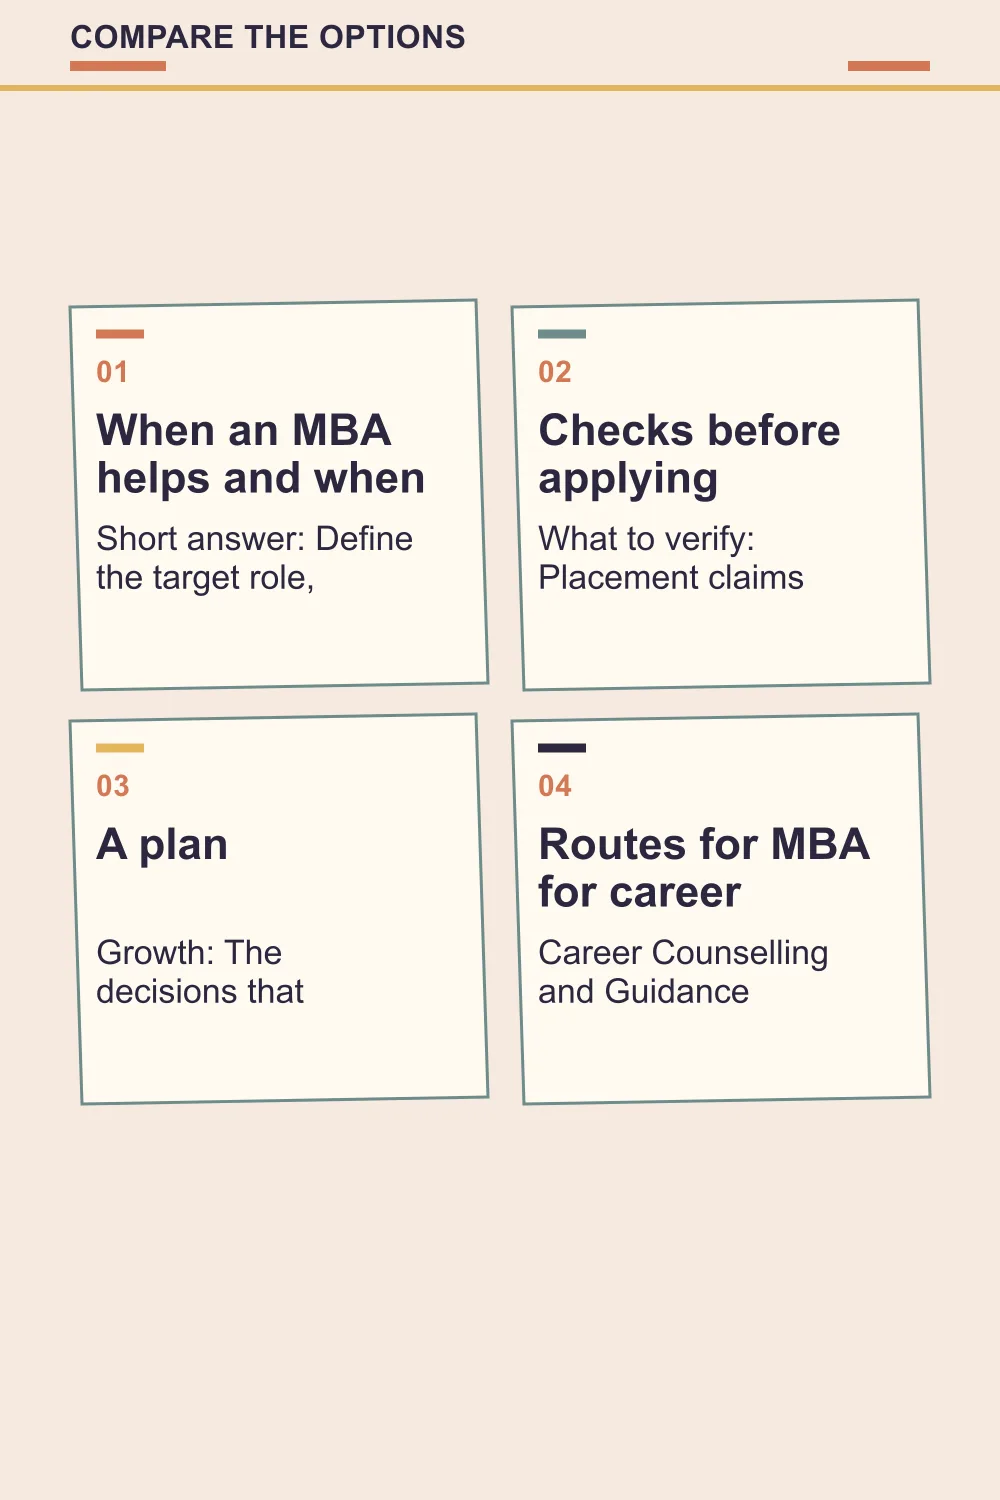 COMPARE THE OPTIONS
01
When an MBA
helps and when
Short answer: Define
the target role,
02
Checks before
applying
What to verify:
Placement claims
03
A plan
Growth: The
decisions that
04
Routes for MBA
for career
Career Counselling
and Guidance